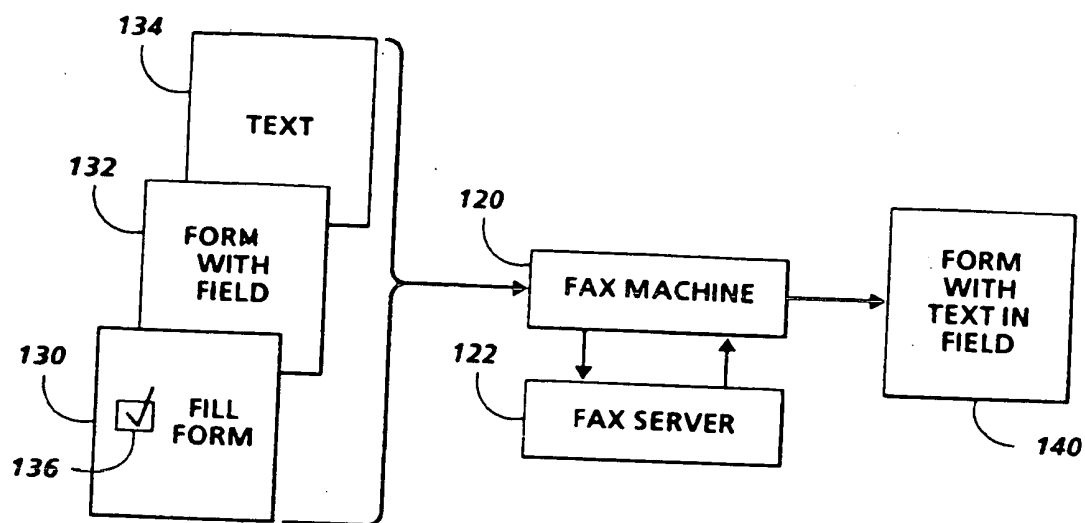 134
TEXT
132
FORM
WITH
FIELD
130
FILL
FORM
136
120
FAX MACHINE
122
FAX SERVER
FORM
WITH
TEXT IN
FIELD
140